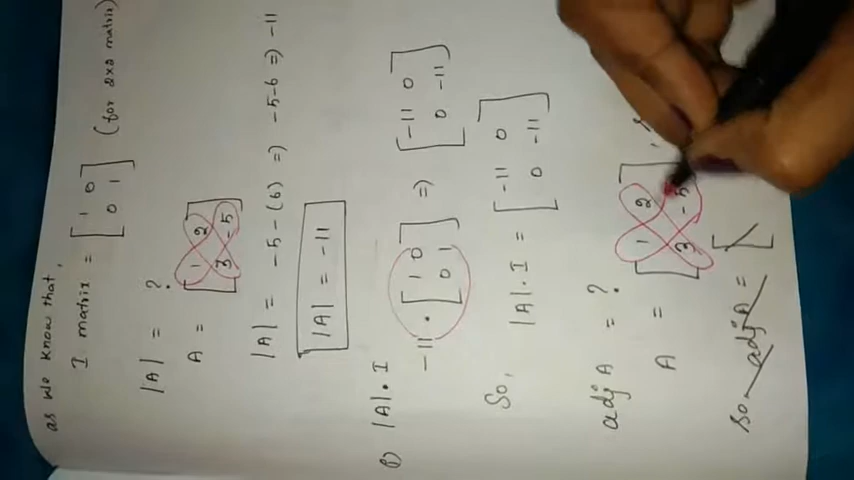 as we know that,
I matrix = [ 1 0 (for 2x2 matrix)
0 1 ]
|A| = ?
A = [ 1 2
3 -5 ]
|A| = -5-(6) => -5-6 => -11
|A| = -11
i) |A|.I
-11 . [ 1 0 => [ -11 0
0 1 ] 0 -11 ]
So, |A|.I = [ -11 0
0 -11 ]
adj A = ?
A = [ 1 2
3 -5 ],
so, adj A = [